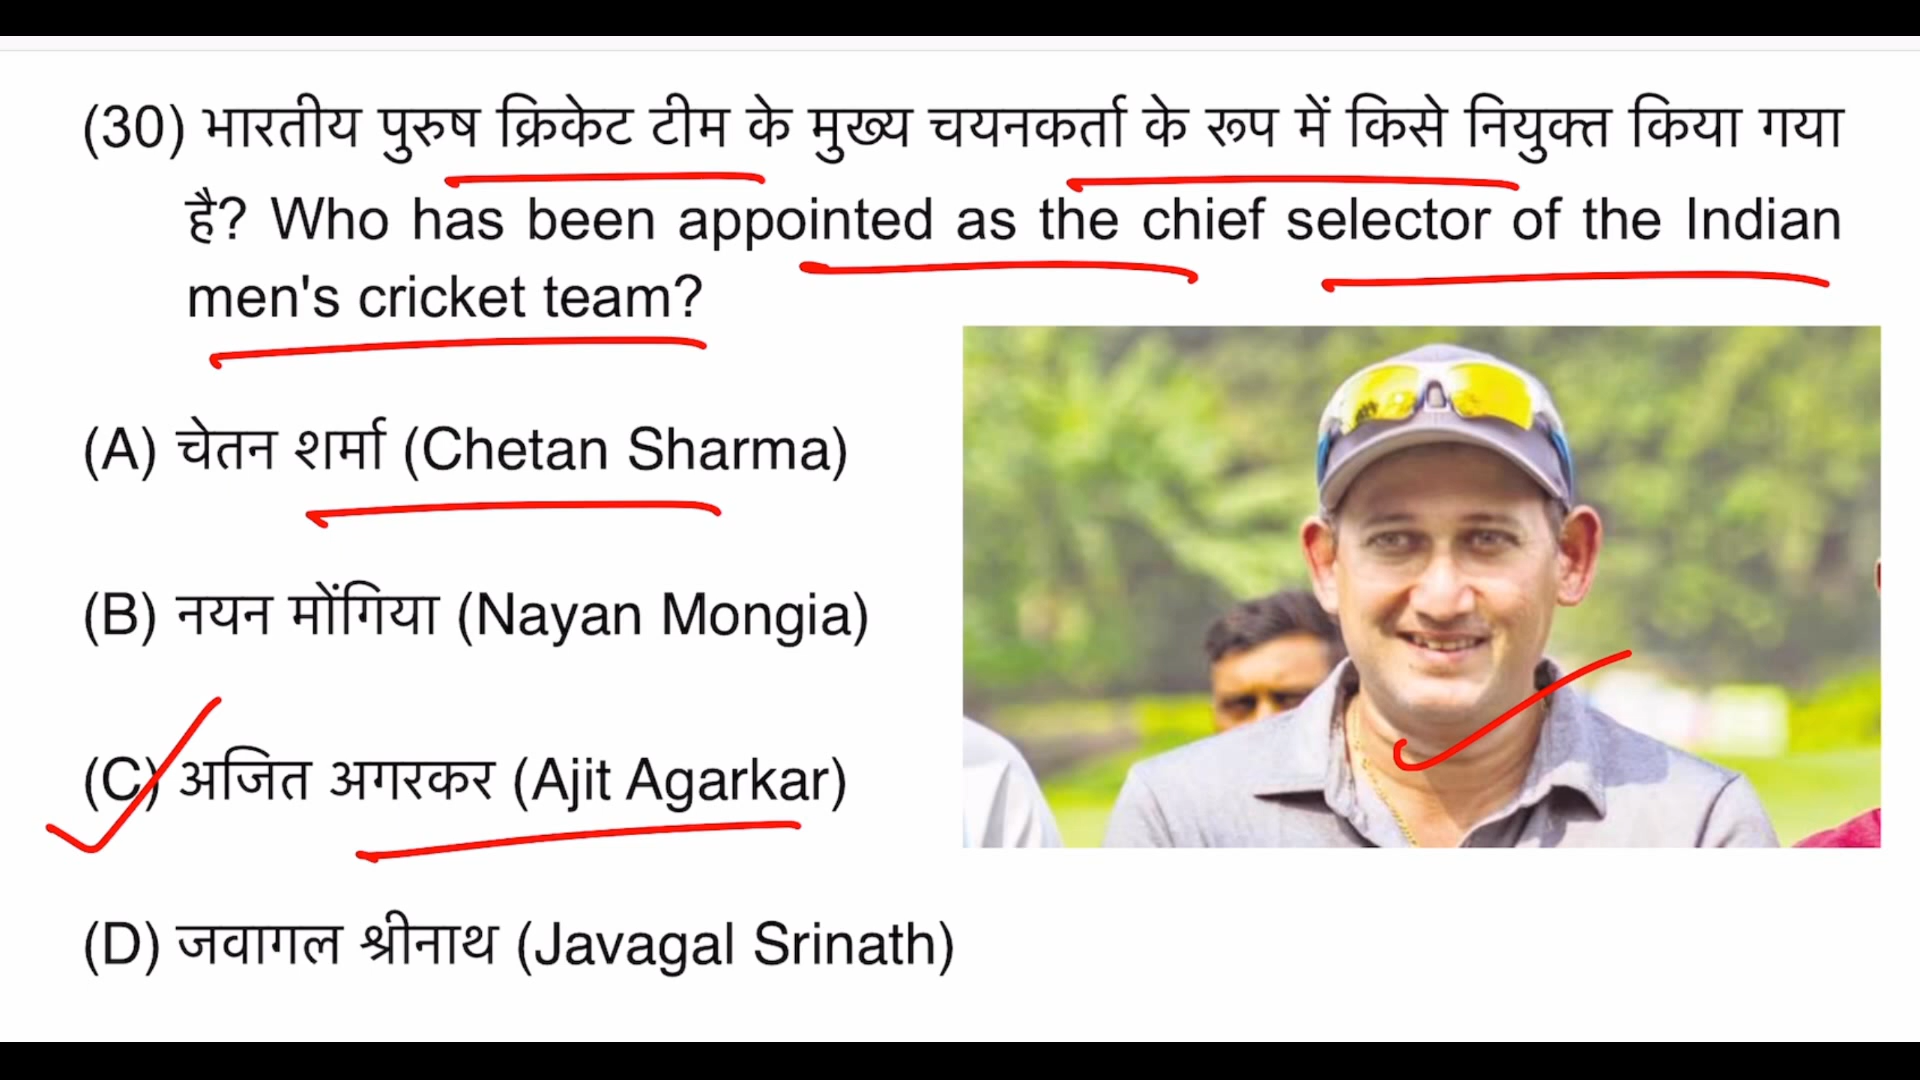 (30) भारतीय पुरुष क्रिकेट टीम के मुख्य चयनकर्ता के रूप में किसे नियुक्त किया गया
है? Who has been appointed as the chief selector of the Indian
men's cricket team?
(A) चेतन शर्मा (Chetan Sharma)
(B) नयन मोंगिया (Nayan Mongia)
(C) अजित अगरकर (Ajit Agarkar)
(D) जवागल श्रीनाथ (Javagal Srinath)